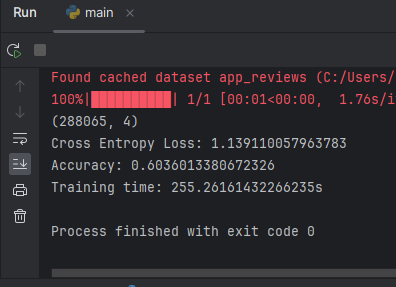 Run
main
Found cached dataset app_reviews (C:/Users/
100%|██████████| 1/1 [00:01<00:00, 1.76s/i
(288065, 4)
Cross Entropy Loss: 1.139110057963783
Accuracy: 0.6036013380672326
Training time: 255.26161432266235s
Process finished with exit code 0